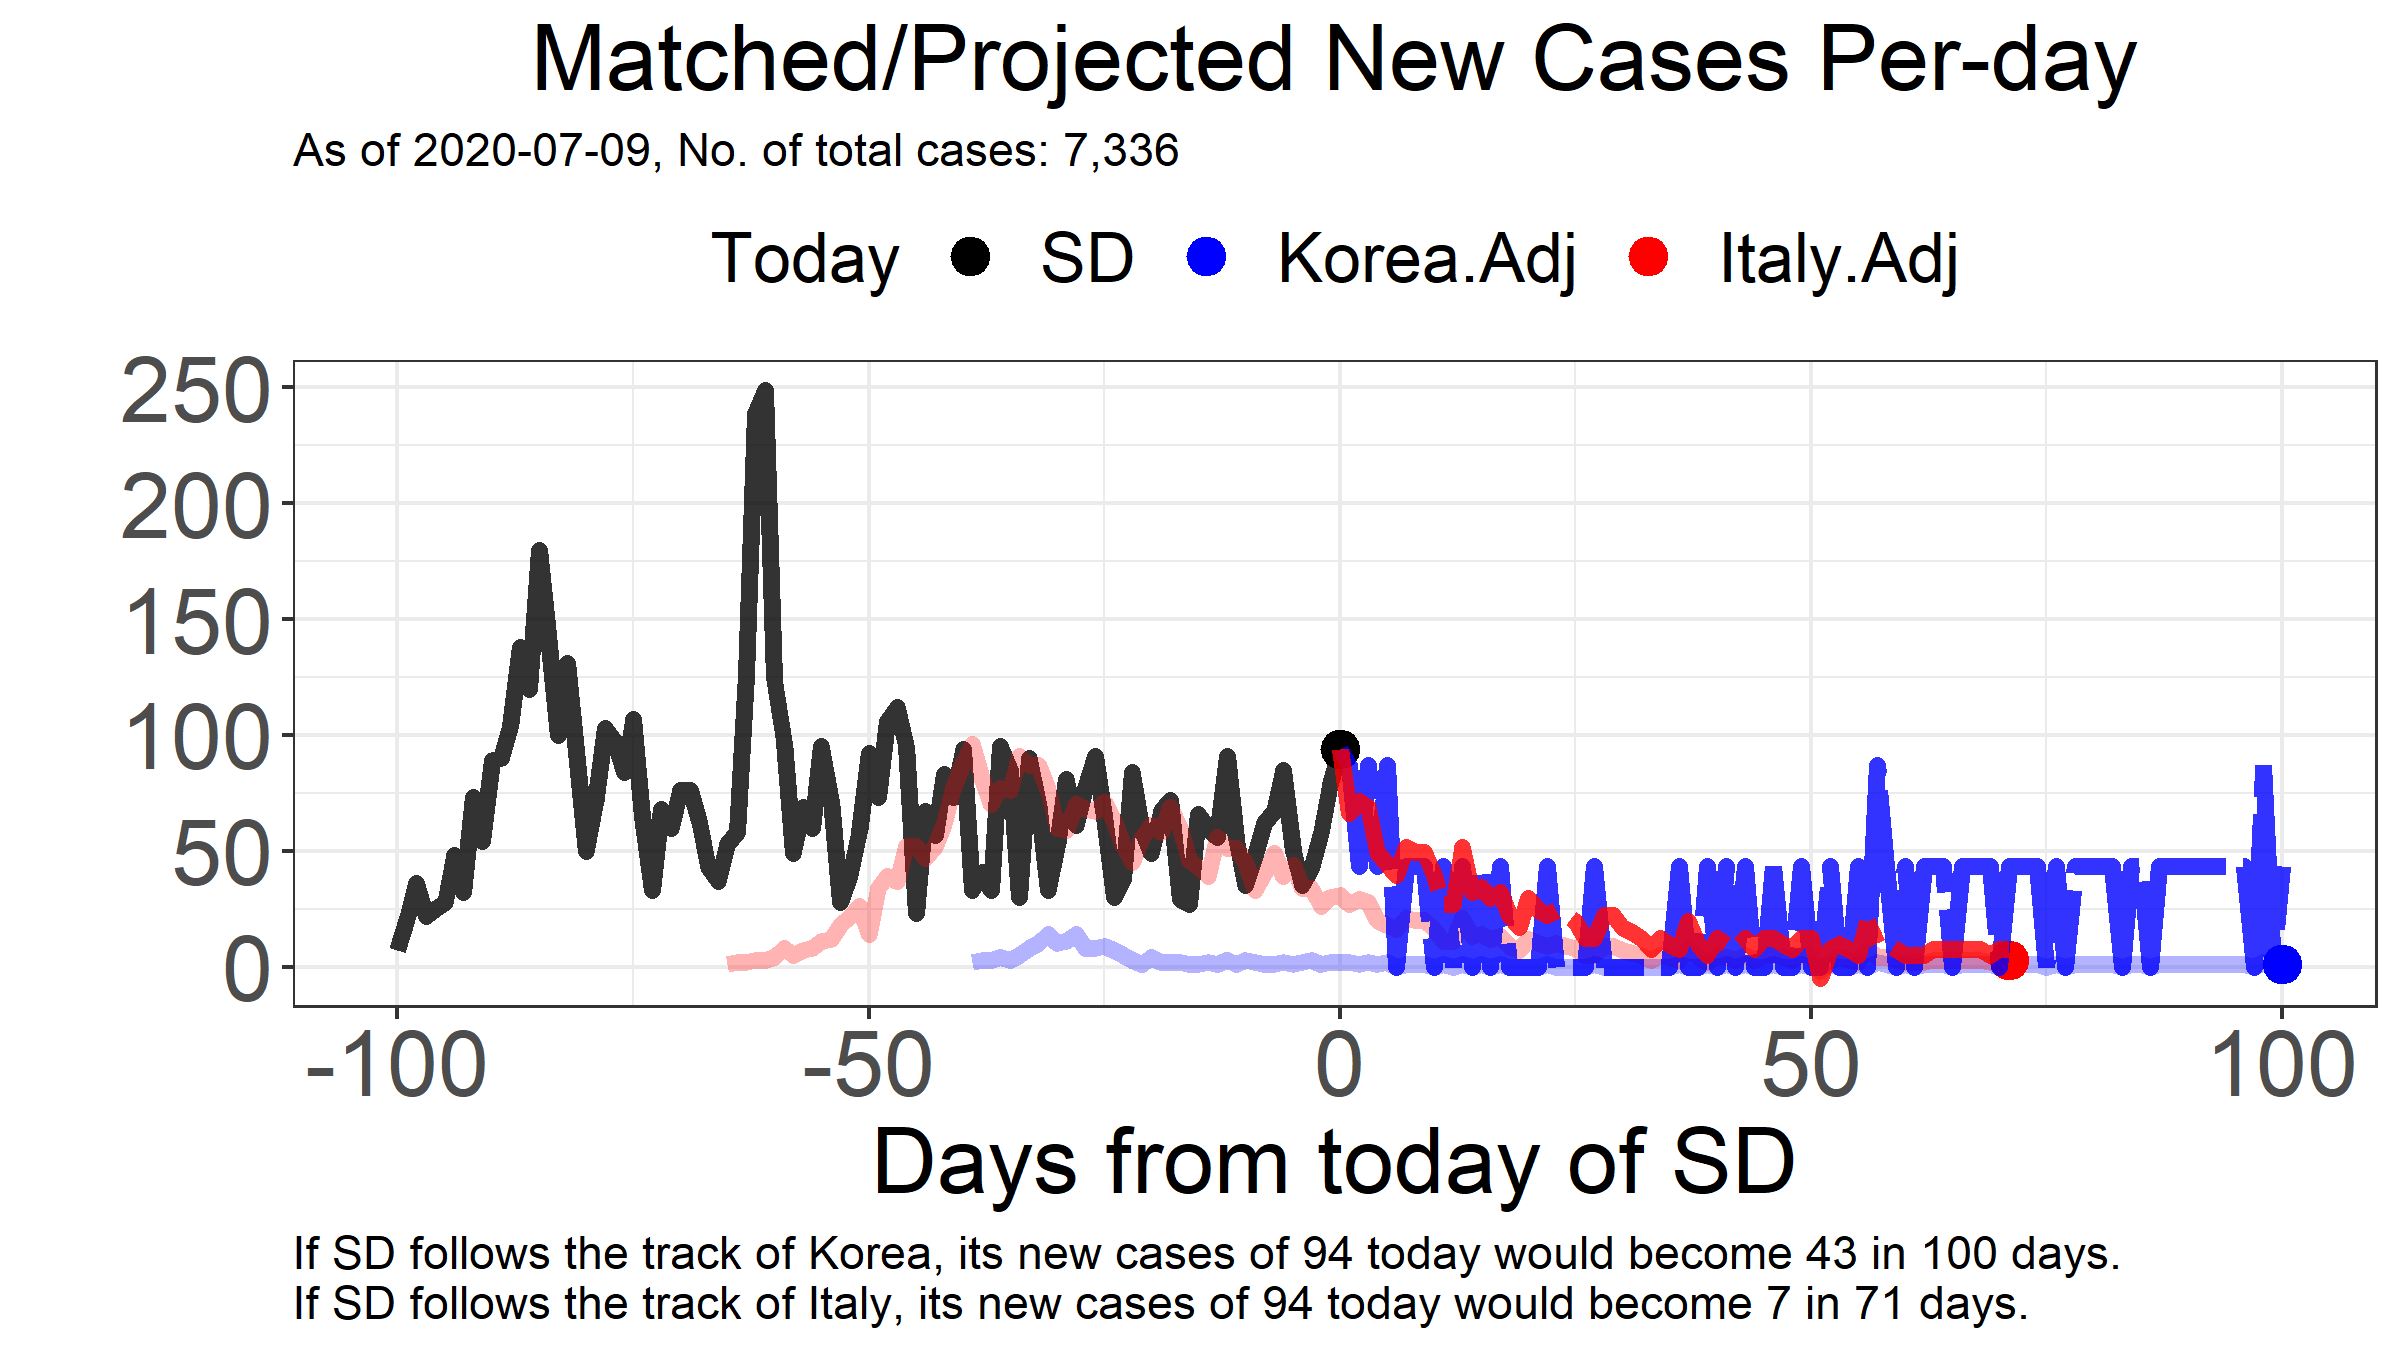 Matched/Projected New Cases Per-day
As of 2020-07-09, No. of total cases: 7,336
Today SD Korea.Adj Italy.Adj
250
200
150
100
50
0
-100 -50 0 50 100
Days from today of SD
If SD follows the track of Korea, its new cases of 94 today would become 43 in 100 days.
If SD follows the track of Italy, its new cases of 94 today would become 7 in 71 days.